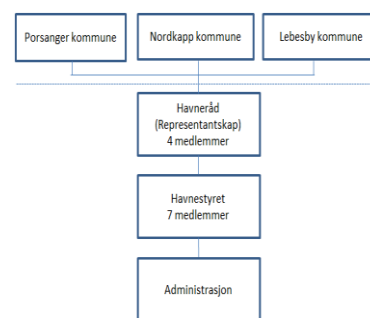 Porsanger kommune
Nordkapp kommune
Lebesby kommune
Havneråd
(Representantskap)
4 medlemmer
Havnestyret
7 medlemmer
Administrasjon